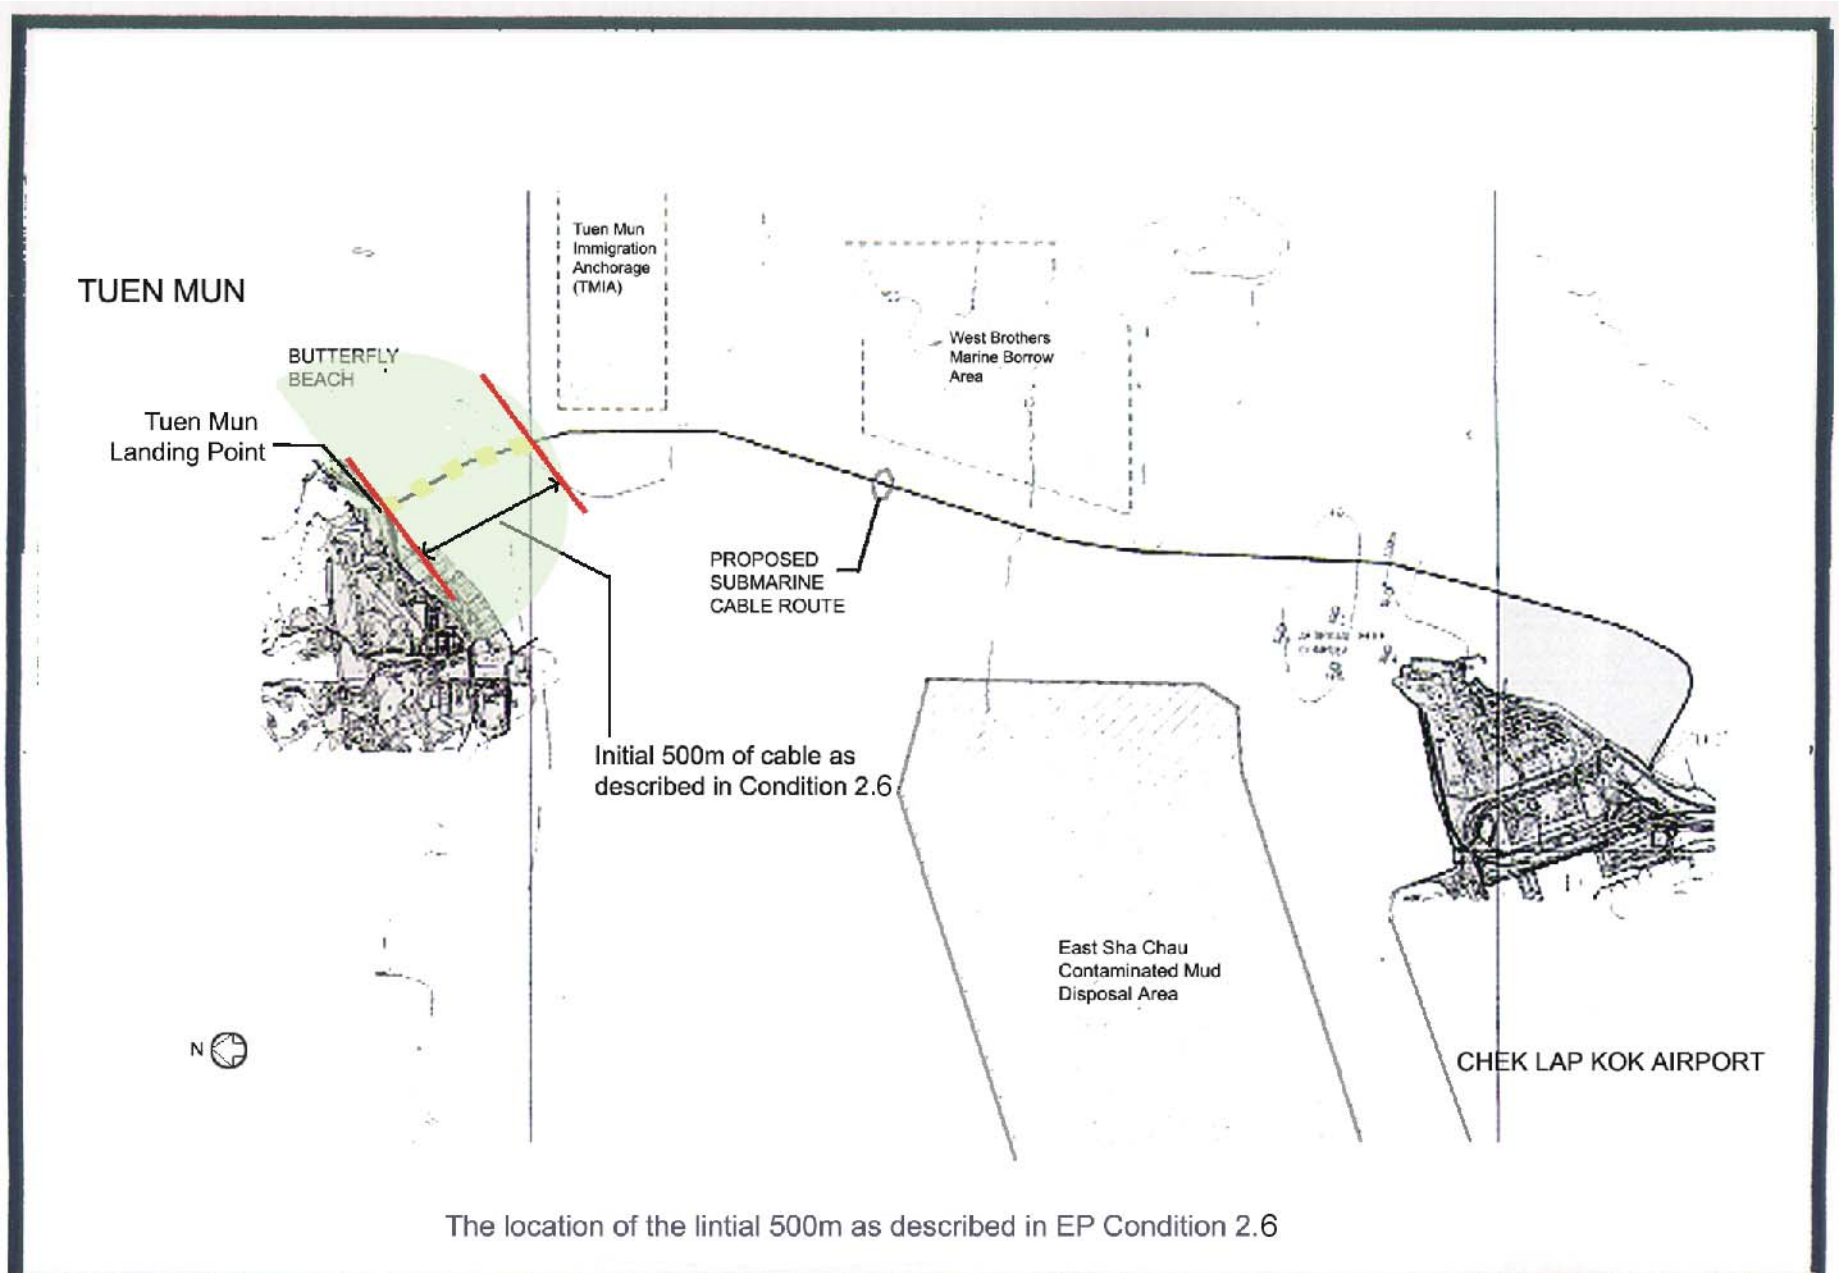 Tuen Mun
Immigration
Anchorage
(TMIA)
TUEN MUN
West Brothers
Marine Borrow
Area
BUTTERFLY
BEACH
Tuen Mun
Landing Point
PROPOSED
SUBMARINE
CABLE ROUTE
Initial 500m of cable as
described in Condition 2.6
East Sha Chau
Contaminated Mud
Disposal Area
N
CHEK LAP KOK AIRPORT
The location of the lintial 500m as described in EP Condition 2.6